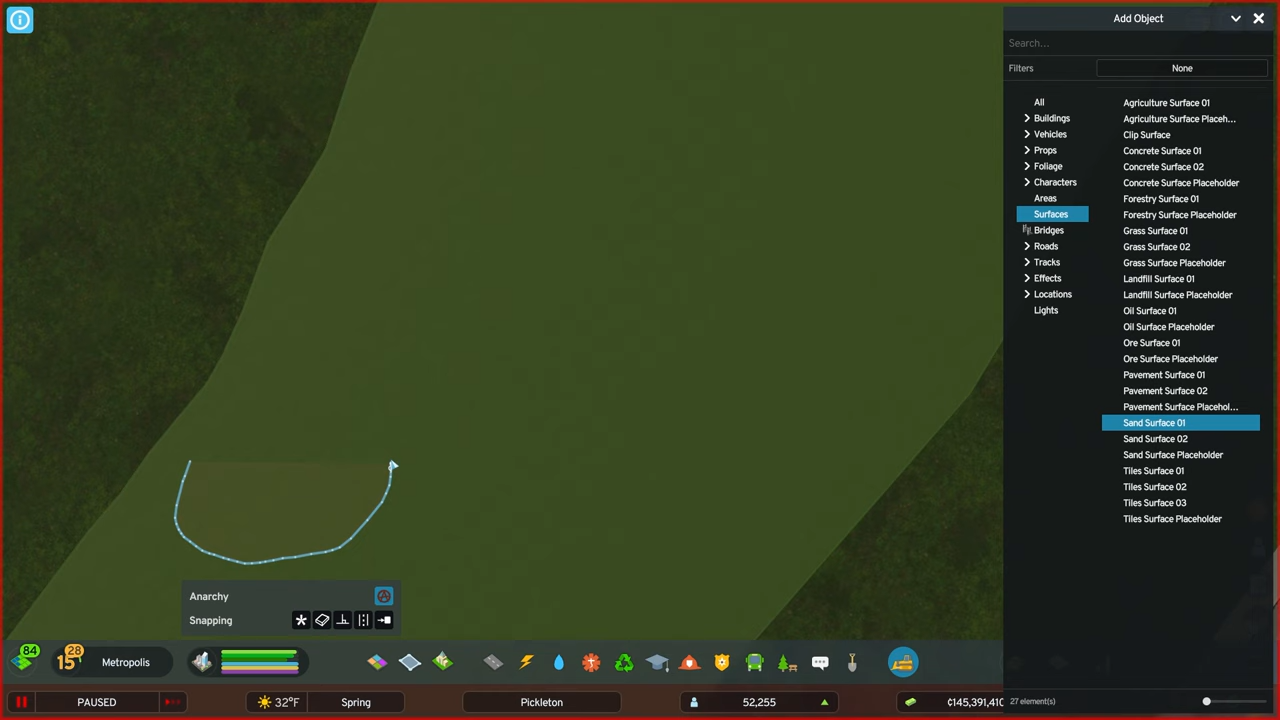 Add Object
Search...
Filters
None
All
Buildings
Vehicles
Props
Foliage
Characters
Areas
Surfaces
Bridges
Roads
Tracks
Effects
Locations
Lights
Agriculture Surface 01
Agriculture Surface Placeh...
Clip Surface
Concrete Surface 01
Concrete Surface 02
Concrete Surface Placeholder
Forestry Surface 01
Forestry Surface Placeholder
Grass Surface 01
Grass Surface 02
Grass Surface Placeholder
Landfill Surface 01
Landfill Surface Placeholder
Oil Surface 01
Oil Surface Placeholder
Ore Surface 01
Ore Surface Placeholder
Pavement Surface 01
Pavement Surface 02
Pavement Surface Placehol...
Sand Surface 01
Sand Surface 02
Sand Surface Placeholder
Tiles Surface 01
Tiles Surface 02
Tiles Surface 03
Tiles Surface Placeholder
27 element(s)
Anarchy
Snapping
84
15
28
Metropolis
PAUSED
32°F
Spring
Pickleton
52,255
¢145,391,410